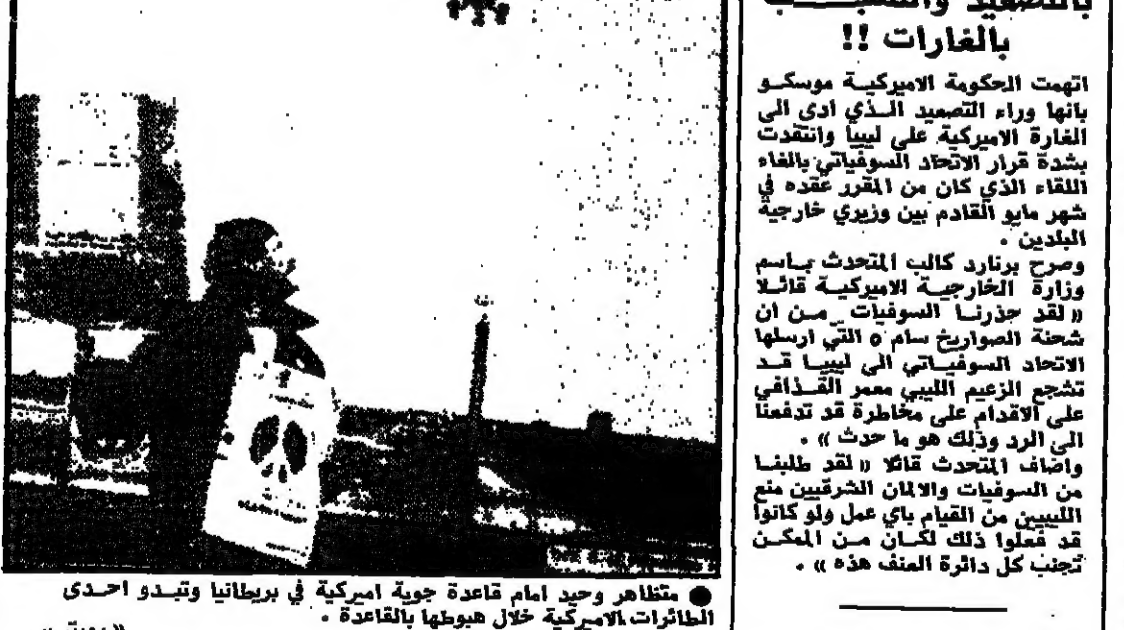 بالتصعيد والتسبب
بالغارات !!
اتهمت الحكومة الاميركية موسكو
بانها وراء التصعيد الذي ادى الى
الغارة الاميركية على ليبيا وانتقدت
بشدة قرار الاتحاد السوفياتي بالغاء
اللقاء الذي كان من المقرر عقده في
شهر مايو القادم بين وزيري خارجية
البلدين .
وصرح برنارد كالب المتحدث باسم
وزارة الخارجية الاميركية قائلا
«لقد حذرنا السوفيات من ان
شحنة الصواريخ سام ٥ التي ارسلها
الاتحاد السوفياتي الى ليبيا قد
تشجع الزعيم الليبي معمر القذافي
على الاقدام على مخاطرة قد تدفعنا
الى الرد وذلك هو ما حدث » .
واضاف المتحدث قائلا « لقد طلبنا
من السوفيات والالمان الشرقيين منع
الليبيين من القيام باي عمل ولو كانوا
قد فعلوا ذلك لكان من الممكن
تجنب كل دائرة العنف هذه » .
● متظاهر وحيد امام قاعدة جوية اميركية في بريطانيا وتبدو احدى
الطائرات الاميركية خلال هبوطها بالقاعدة .